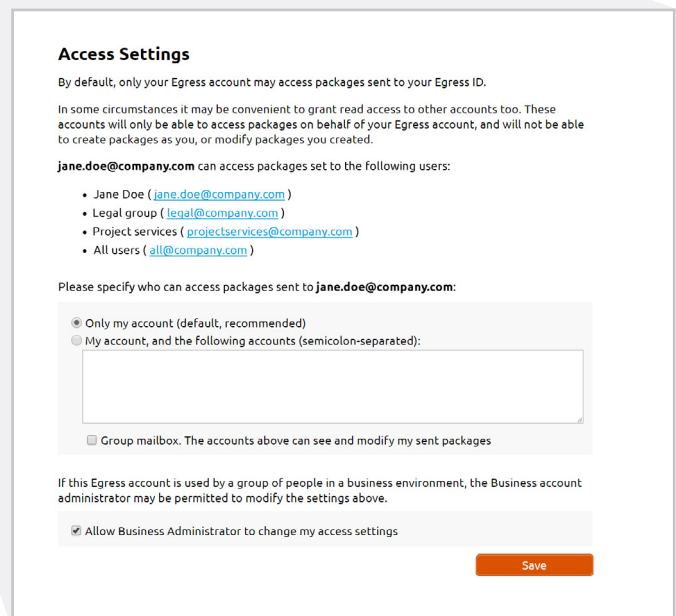 Access Settings
By default, only your Egress account may access packages sent to your Egress ID.
In some circumstances it may be convenient to grant read access to other accounts too. These
accounts will only be able to access packages on behalf of your Egress account, and will not be able
to create packages as you, or modify packages you created.
jane.doe@company.com can access packages set to the following users:
• Jane Doe ( jane.doe@company.com )
• Legal group ( legal@company.com )
• Project services ( projectservices@company.com )
• All users ( all@company.com )
Please specify who can access packages sent to jane.doe@company.com:
Only my account (default, recommended)
My account, and the following accounts (semicolon-separated):
Group mailbox. The accounts above can see and modify my sent packages
If this Egress account is used by a group of people in a business environment, the Business account
administrator may be permitted to modify the settings above.
Allow Business Administrator to change my access settings
Save